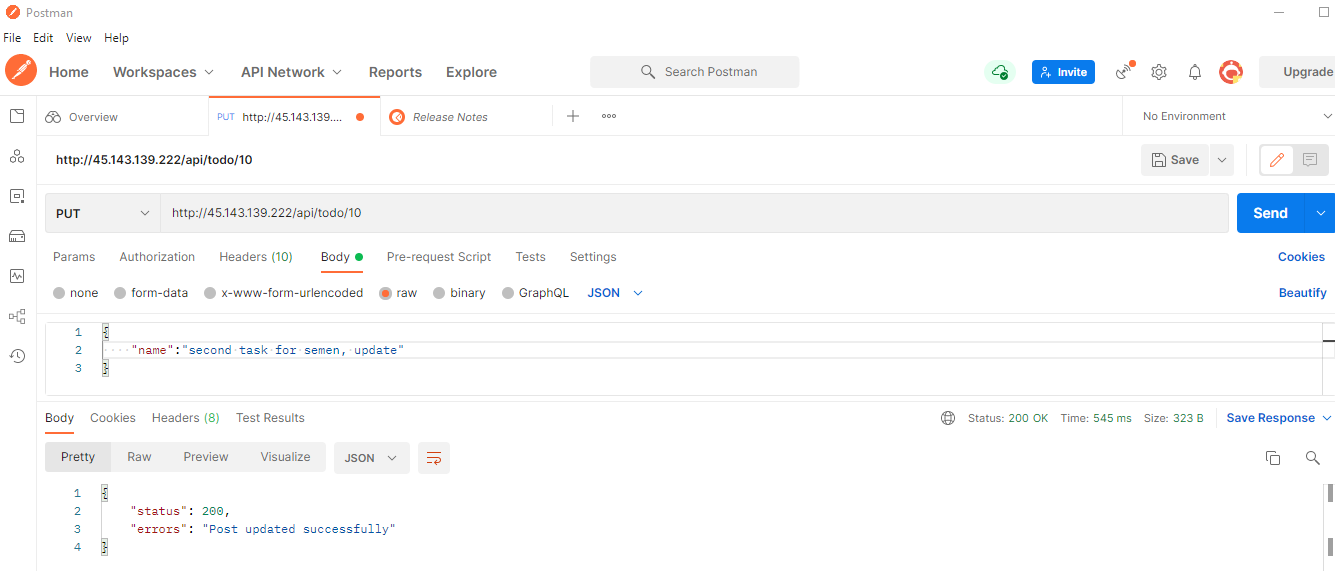 Postman
File Edit View Help
Home Workspaces API Network Reports Explore Search Postman Invite Upgrade
Overview PUT http://45.143.139.... Release Notes No Environment
http://45.143.139.222/api/todo/10 Save
PUT http://45.143.139.222/api/todo/10 Send
Params Authorization Headers (10) Body Pre-request Script Tests Settings Cookies
none form-data x-www-form-urlencoded raw binary GraphQL JSON Beautify
1 {
2 "name":"second task for semen, update"
3 }
Body Cookies Headers (8) Test Results Status: 200 OK Time: 545 ms Size: 323 B Save Response
Pretty Raw Preview Visualize JSON
1 {
2 "status": 200,
3 "errors": "Post updated successfully"
4 }